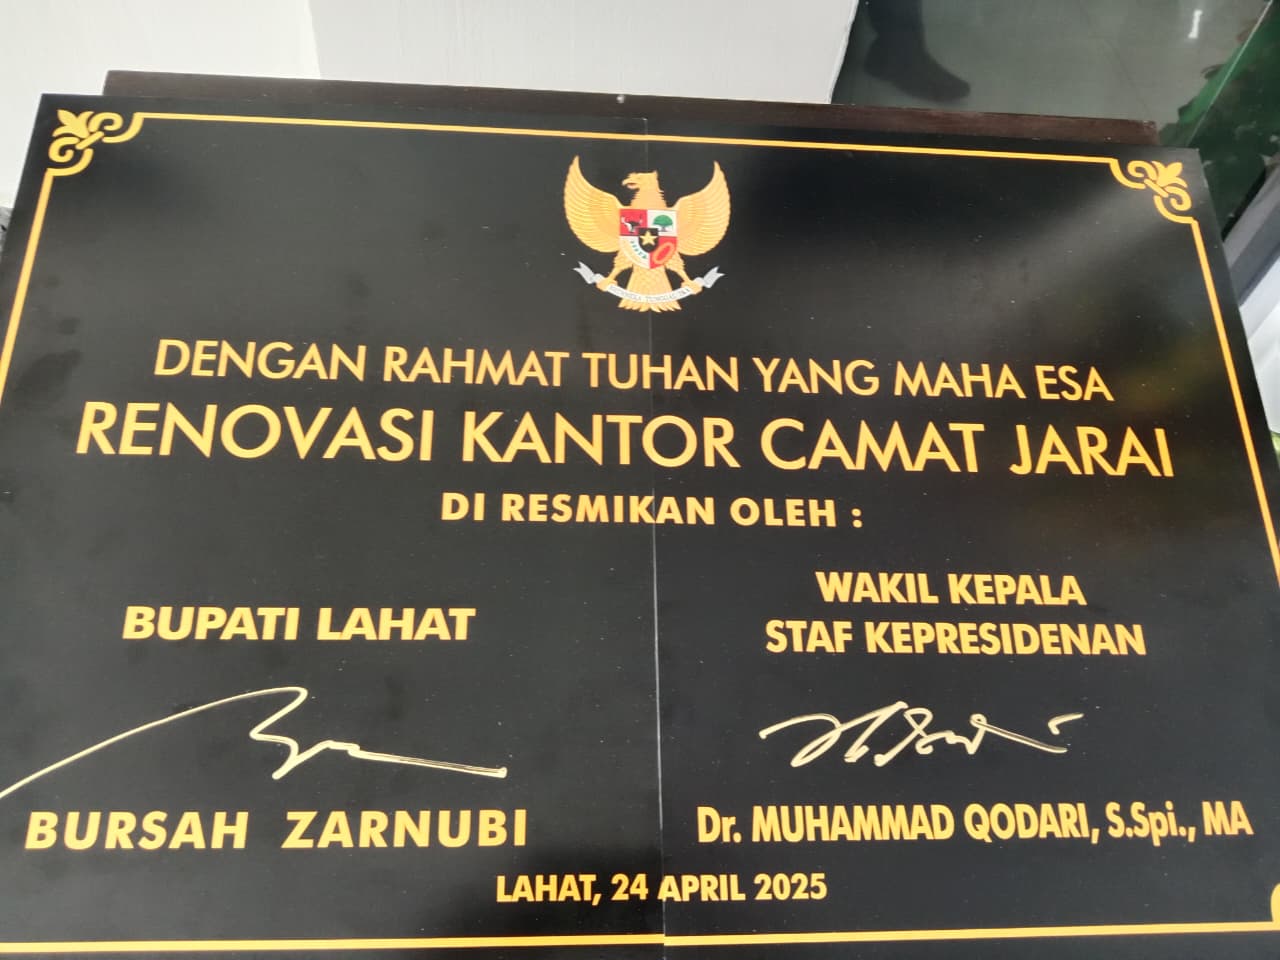 DENGAN RAHMAT TUHAN YANG MAHA ESA
RENOVASI KANTOR CAMAT JARAI
DI RESMIKAN OLEH :
BUPATI LAHAT
BURSAH ZARNUBI
WAKIL KEPALA
STAF KEPRESIDENAN
Dr. MUHAMMAD QODARI, S.Spi., MA
LAHAT, 24 APRIL 2025